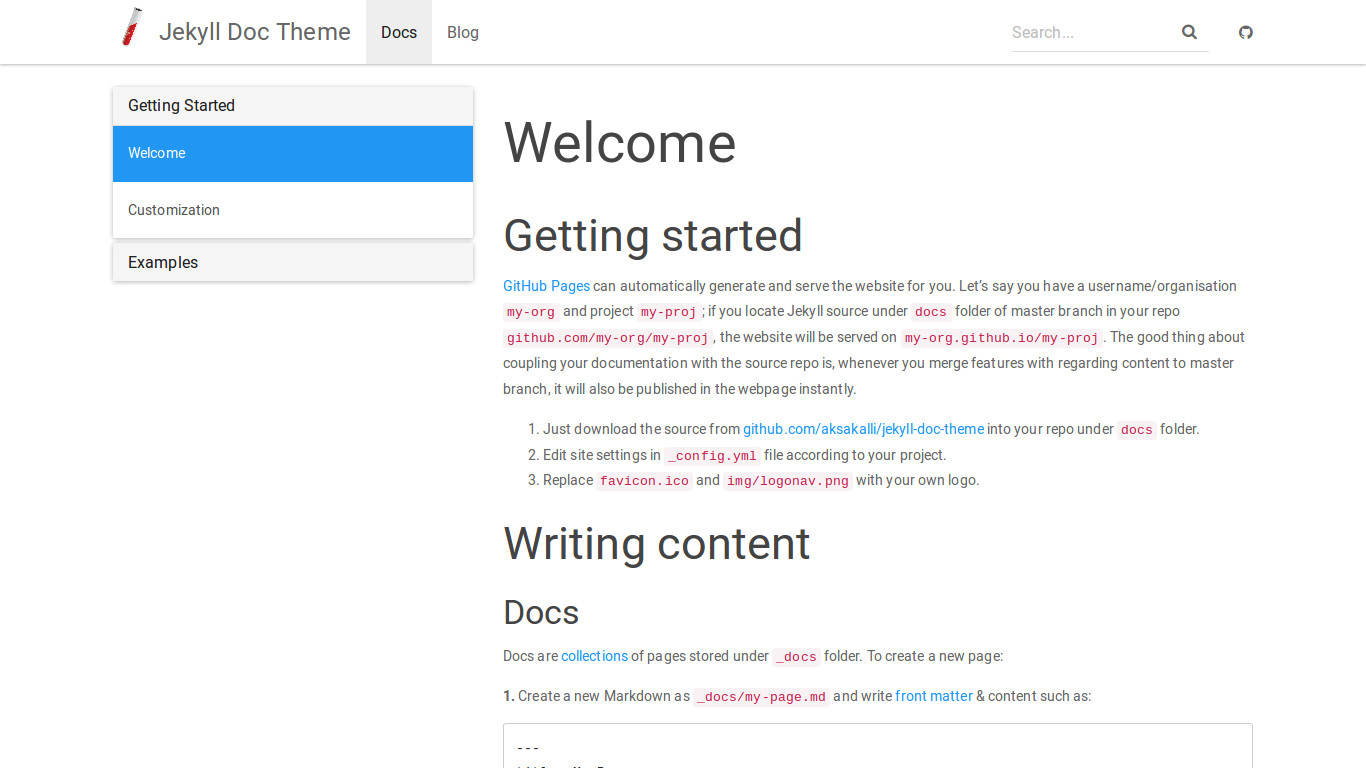 Jekyll Doc Theme Docs Blog Search...
Getting Started
Welcome
Customization
Examples
Welcome
Getting started
GitHub Pages can automatically generate and serve the website for you. Let’s say you have a username/organisation
my-org and project my-proj ; if you locate Jekyll source under docs folder of master branch in your repo
github.com/my-org/my-proj , the website will be served on my-org.github.io/my-proj . The good thing about
coupling your documentation with the source repo is, whenever you merge features with regarding content to master
branch, it will also be published in the webpage instantly.
1. Just download the source from github.com/aksakalli/jekyll-doc-theme into your repo under docs folder.
2. Edit site settings in _config.yml file according to your project.
3. Replace favicon.ico and img/logonav.png with your own logo.
Writing content
Docs
Docs are collections of pages stored under _docs folder. To create a new page:
1. Create a new Markdown as _docs/my-page.md and write front matter & content such as:
---